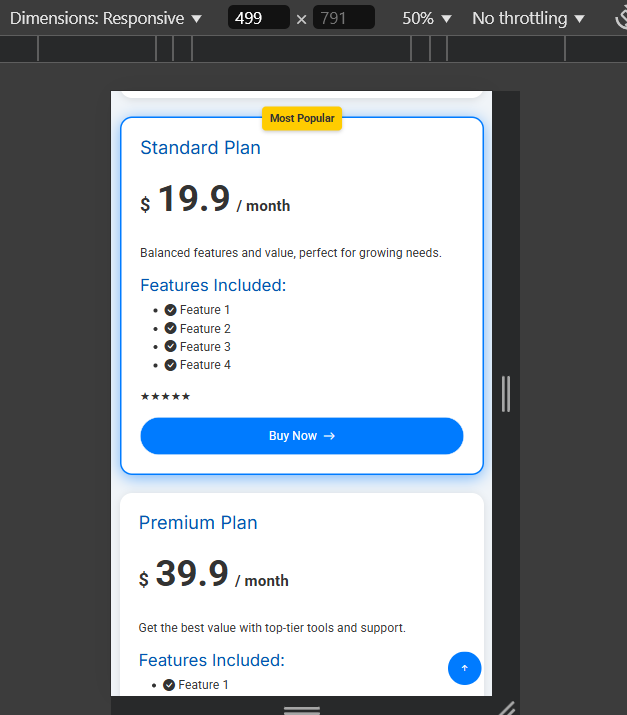 Dimensions: Responsive ▼ 499 × 791 50% ▼ No throttling ▼
Most Popular
Standard Plan
$ 19.9 / month
Balanced features and value, perfect for growing needs.
Features Included:
• Feature 1
• Feature 2
• Feature 3
• Feature 4
★★★★★
Buy Now →
Premium Plan
$ 39.9 / month
Get the best value with top-tier tools and support.
Features Included:
• Feature 1